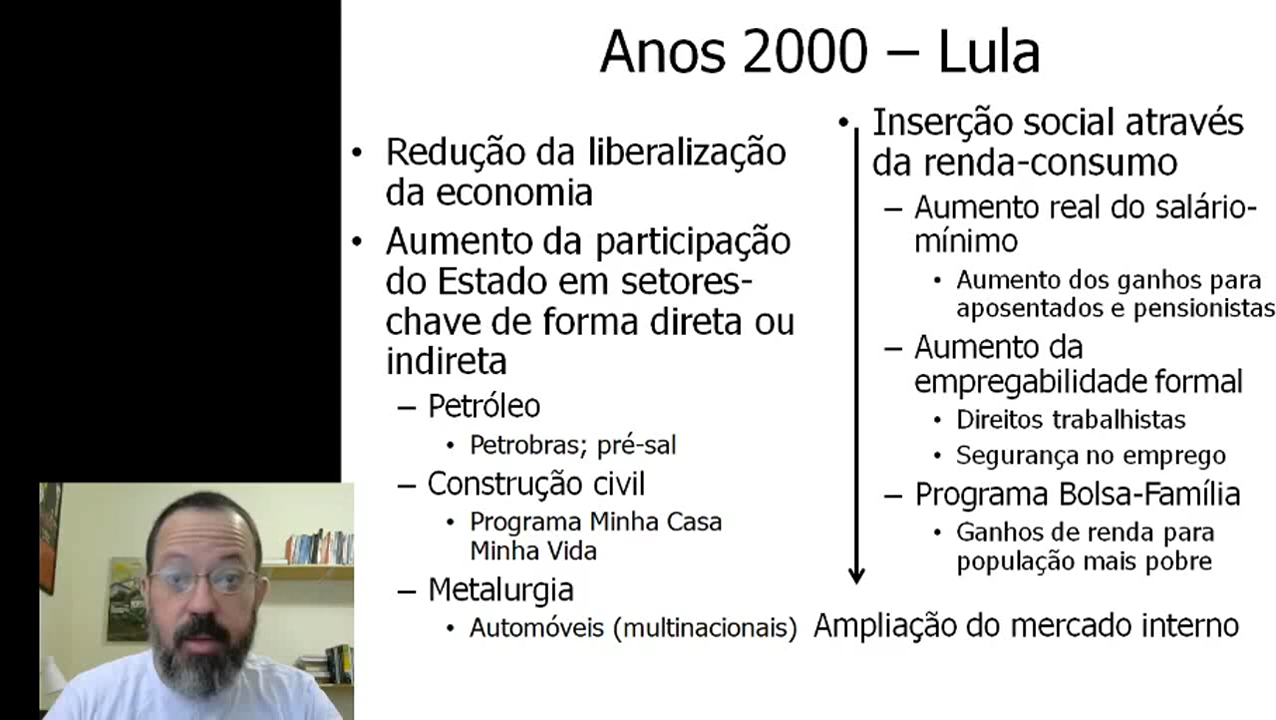 Anos 2000 – Lula
• Redução da liberalização
da economia
• Aumento da participação
do Estado em setores-
chave de forma direta ou
indireta
– Petróleo
• Petrobras; pré-sal
– Construção civil
• Programa Minha Casa
Minha Vida
– Metalurgia
• Automóveis (multinacionais)
• Inserção social através
da renda-consumo
– Aumento real do salário-
mínimo
• Aumento dos ganhos para
aposentados e pensionistas
– Aumento da
empregabilidade formal
• Direitos trabalhistas
• Segurança no emprego
– Programa Bolsa-Família
• Ganhos de renda para
população mais pobre
Ampliação do mercado interno